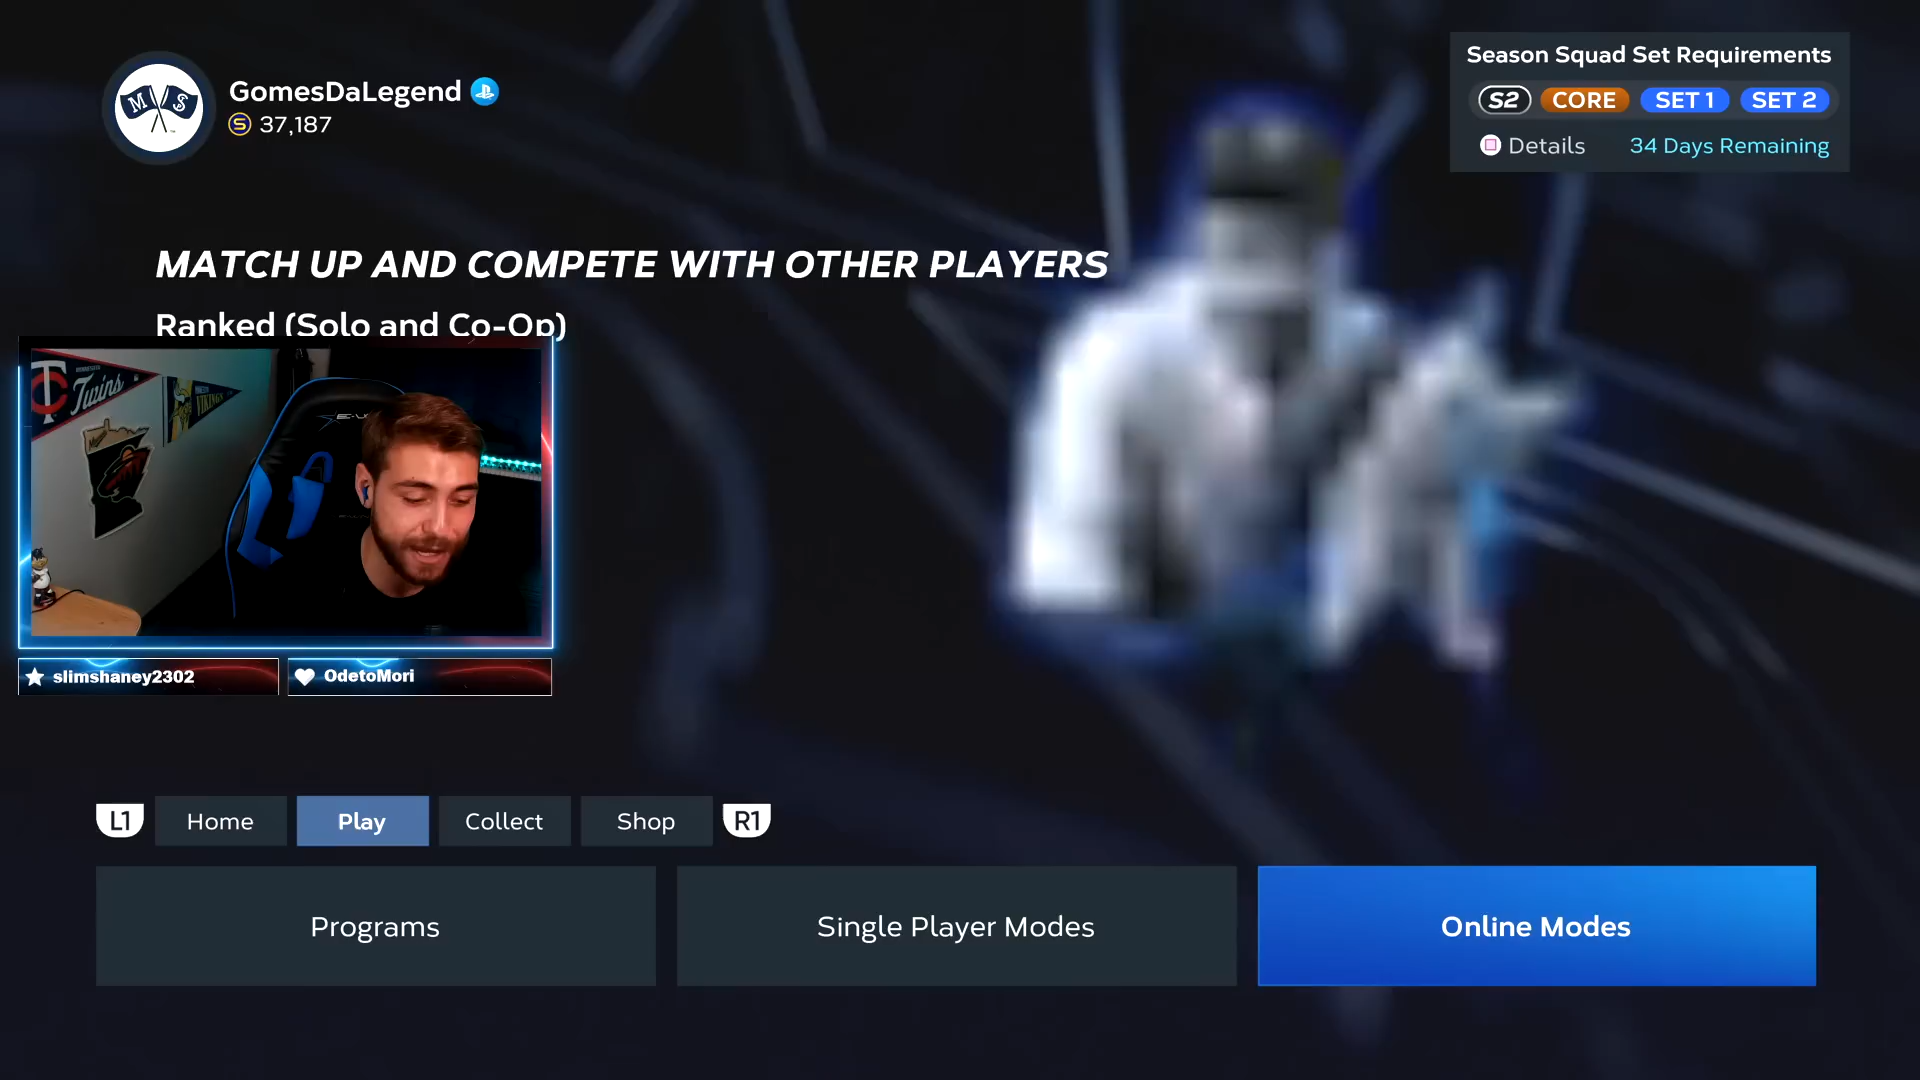 GomesDaLegend
S 37,187
M S
Season Squad Set Requirements
S2 CORE SET 1 SET 2
Details 34 Days Remaining
MATCH UP AND COMPETE WITH OTHER PLAYERS
Ranked (Solo and Co-Op)
Twins
VIKINGS
slimshaney2302
OdetoMori
L1 Home Play Collect Shop R1
Programs
Single Player Modes
Online Modes